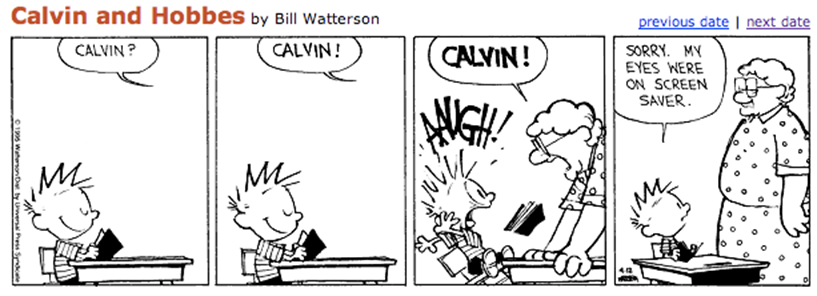 Calvin and Hobbes by Bill Watterson
previous date | next date
CALVIN?
CALVIN!
CALVIN!
AAUGH!
SORRY. MY
EYES WERE
ON SCREEN
SAVER.
© 1995 Watterson/Dist. by Universal Press Syndicate
4-12